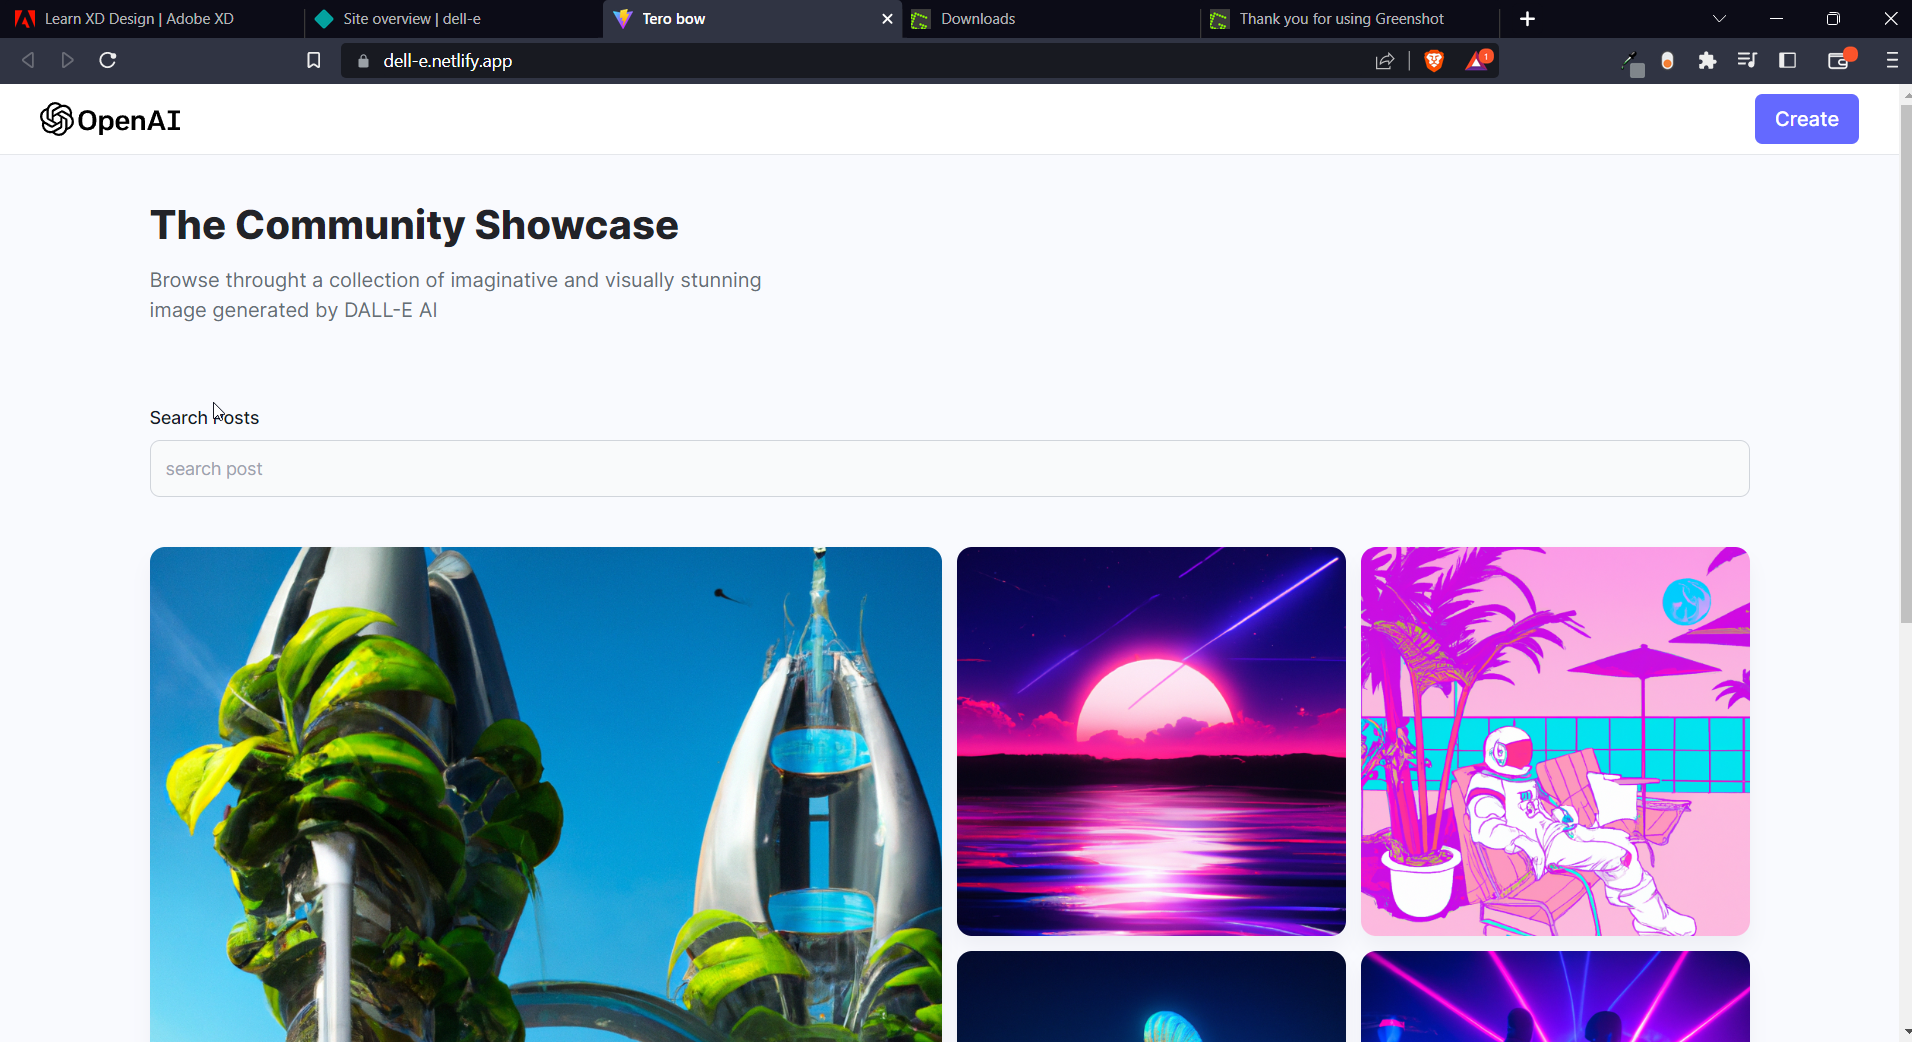 Learn XD Design | Adobe XD
Site overview | dell-e
Tero bow
Downloads
Thank you for using Greenshot
dell-e.netlify.app
1
OpenAI
Create
The Community Showcase
Browse throught a collection of imaginative and visually stunning
image generated by DALL-E AI
Search Posts
search post